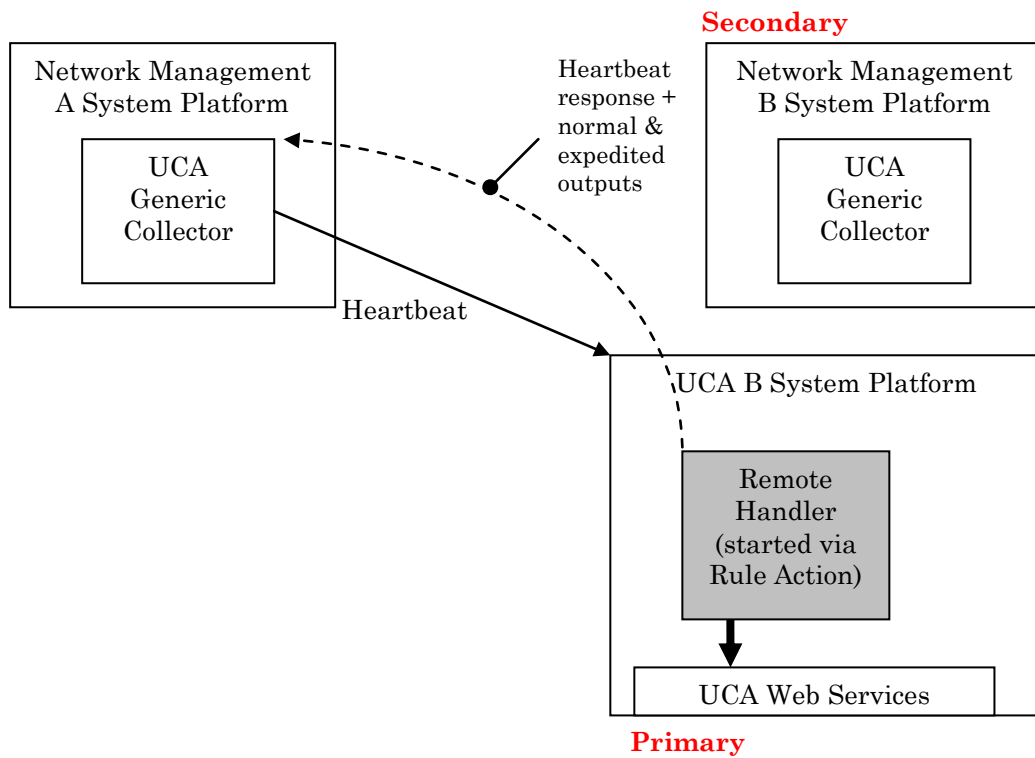 Secondary
Network Management
A System Platform
UCA
Generic
Collector
Heartbeat
response +
normal &
expedited
outputs
Network Management
B System Platform
UCA
Generic
Collector
Heartbeat
UCA B System Platform
Remote
Handler
(started via
Rule Action)
UCA Web Services
Primary